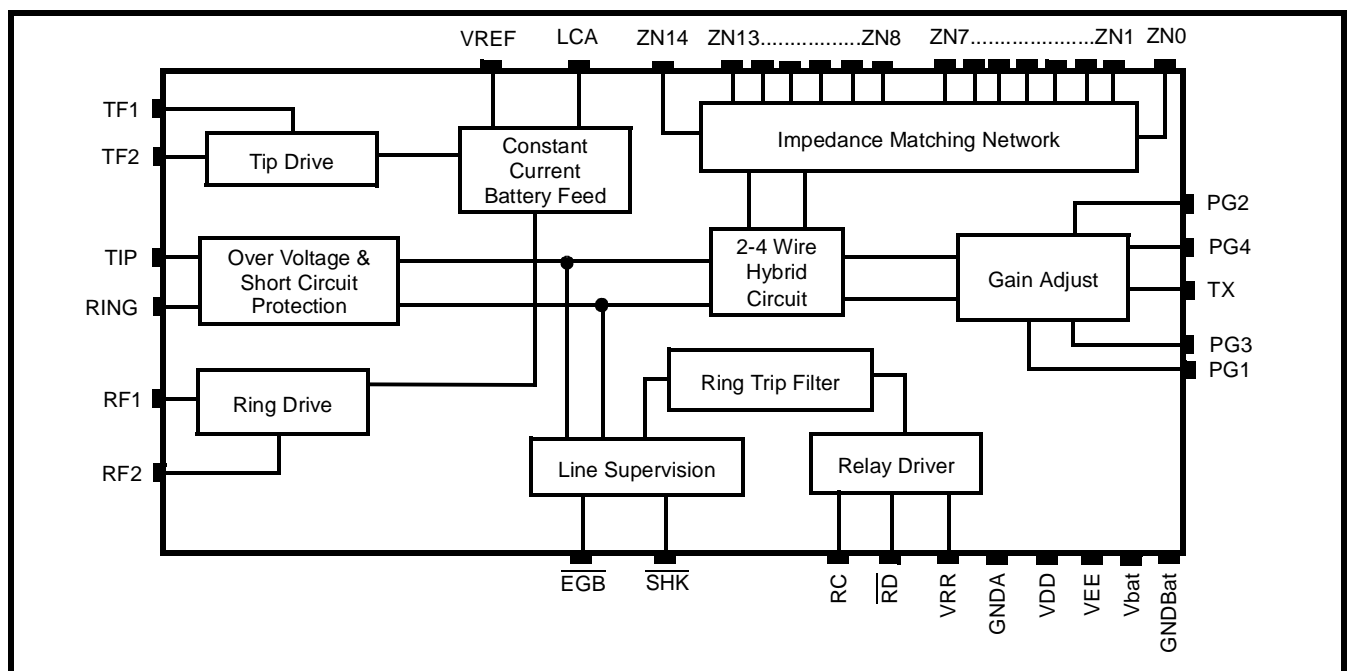 VREF LCA ZN14 ZN13.................ZN8 ZN7......................ZN1 ZN0
TF1
TF2
Tip Drive
Constant
Current
Battery Feed
Impedance Matching Network
TIP
RING
Over Voltage &
Short Circuit
Protection
2-4 Wire
Hybrid
Circuit
Gain Adjust
PG2
PG4
TX
PG3
PG1
RF1
RF2
Ring Drive
Ring Trip Filter
Line Supervision
Relay Driver
EGB
SHK
RC
RD
VRR
GNDA
VDD
VEE
Vbat
GNDBat